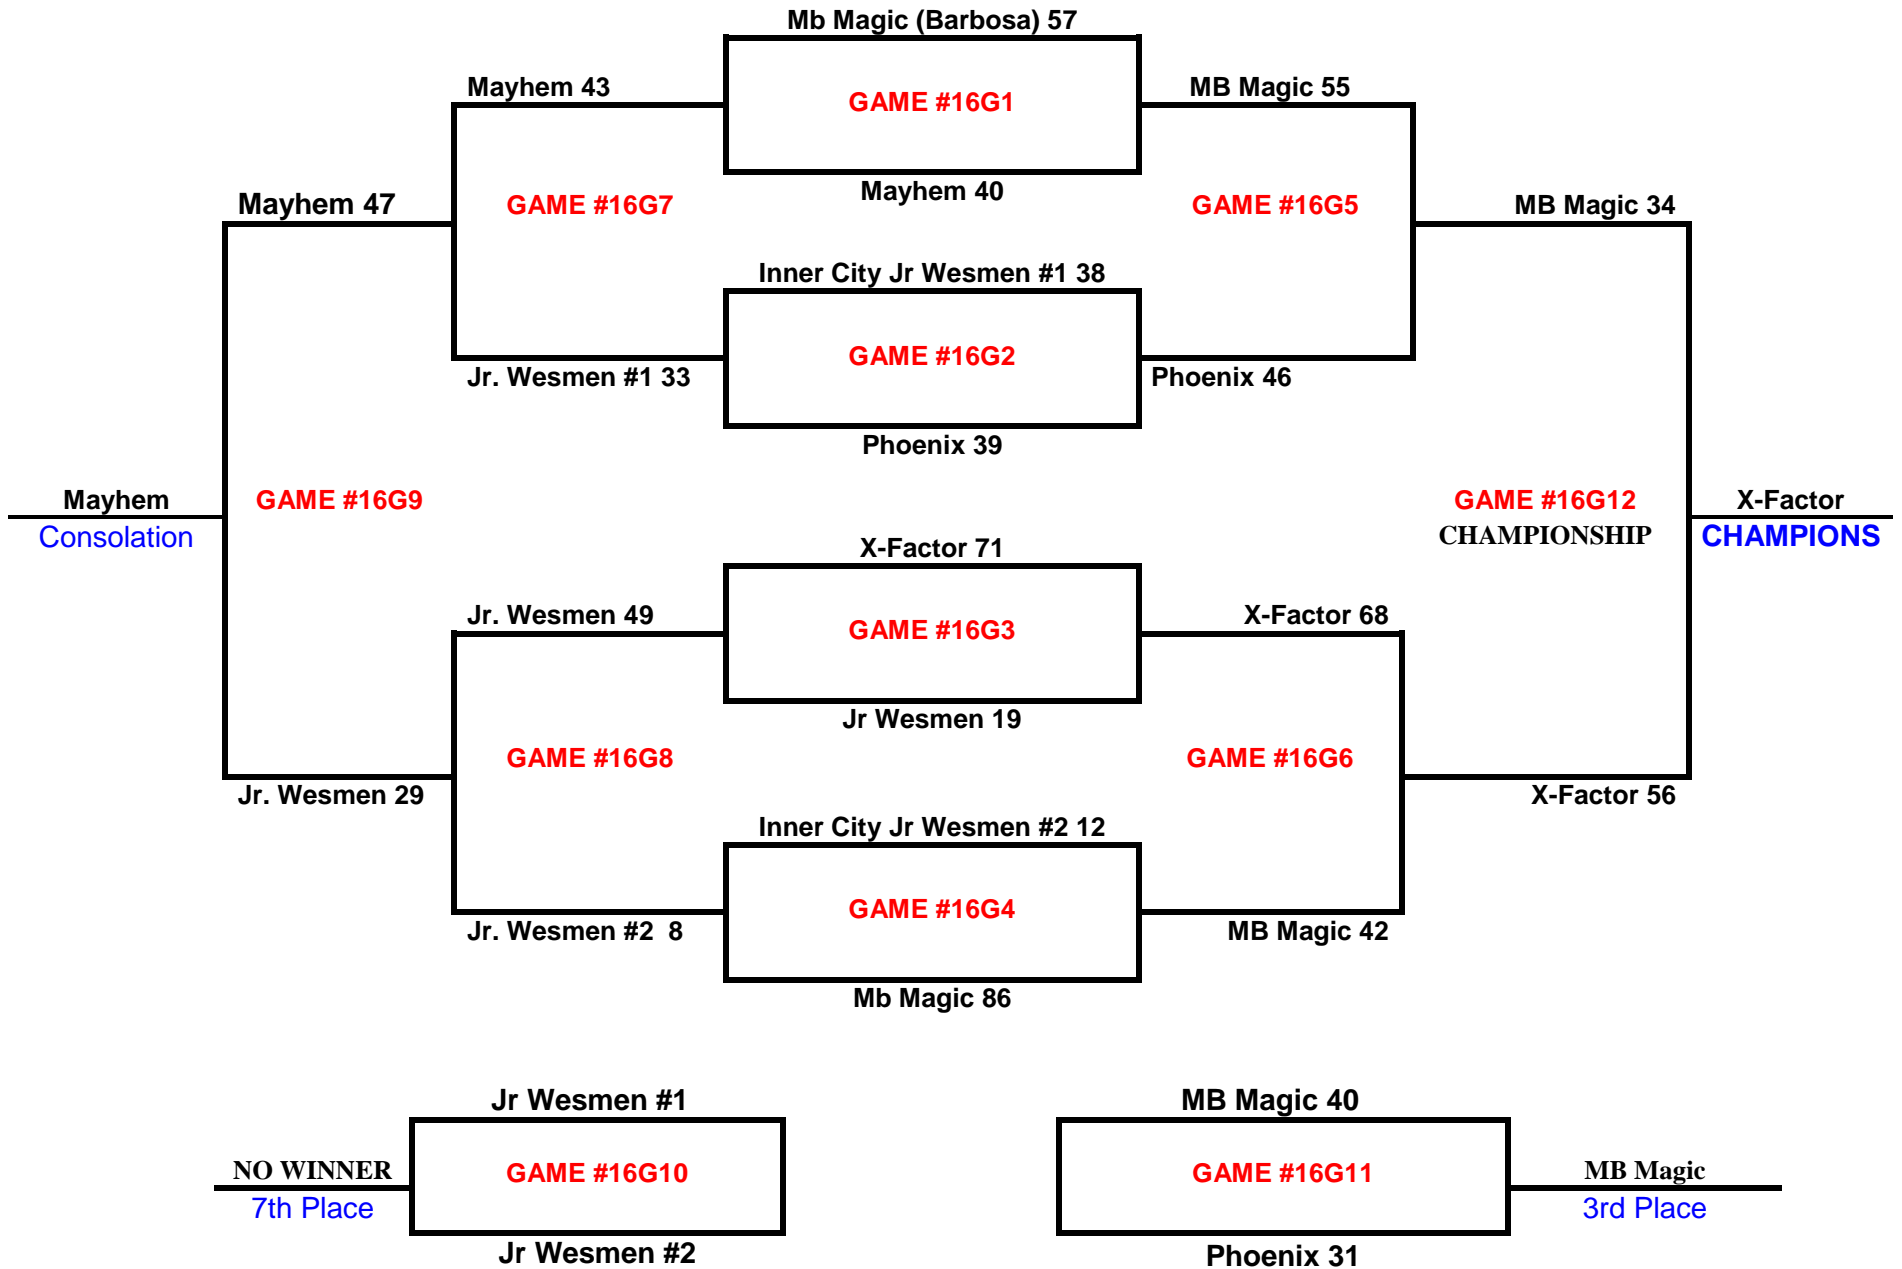 Mb Magic (Barbosa) 57
Mayhem 43
GAME #16G1
MB Magic 55
Mayhem 47
GAME #16G7
Mayhem 40
GAME #16G5
MB Magic 34
Inner City Jr Wesmen #1 38
Jr. Wesmen #1 33
GAME #16G2
Phoenix 46
Phoenix 39
Mayhem
Consolation
GAME #16G9
GAME #16G12
CHAMPIONSHIP
X-Factor
CHAMPIONS
X-Factor 71
Jr. Wesmen 49
GAME #16G3
X-Factor 68
Jr Wesmen 19
GAME #16G8
GAME #16G6
Jr. Wesmen 29
X-Factor 56
Inner City Jr Wesmen #2 12
Jr. Wesmen #2  8
GAME #16G4
MB Magic 42
Mb Magic 86
Jr Wesmen #1
MB Magic 40
NO WINNER
7th Place
GAME #16G10
GAME #16G11
MB Magic
3rd Place
Jr Wesmen #2
Phoenix 31